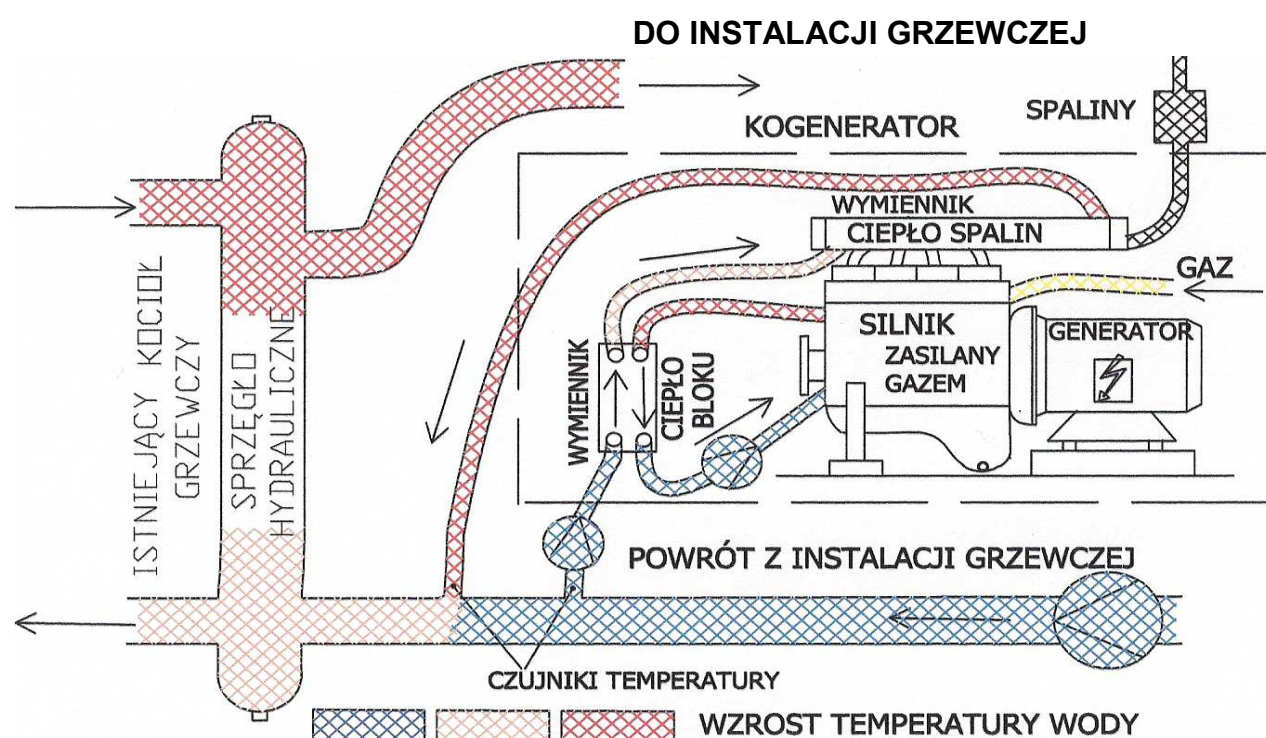 DO INSTALACJI GRZEWCZEJ
SPALINY
KOGENERATOR
WYMIENNIK
CIEPŁO SPALIN
GAZ
SILNIK
ZASILANY
GAZEM
GENERATOR
WYMIENNIK
CIEPŁO
BLOKU
ISTNIEJĄCY KOCIOŁ
GRZEWCZY
SPRZĘGŁO
HYDRAULICZNE
POWRÓT Z INSTALACJI GRZEWCZEJ
CZUJNIKI TEMPERATURY
WZROST TEMPERATURY WODY